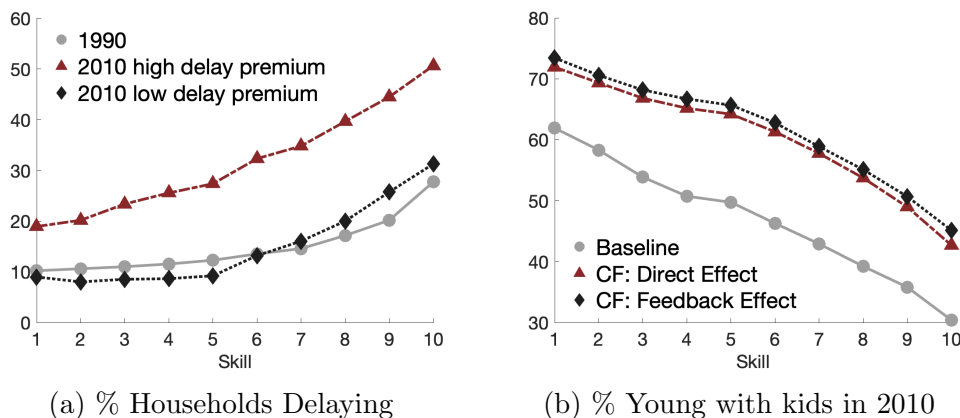 60
50
40
30
20
10
0
1990
2010 high delay premium
2010 low delay premium
1 2 3 4 5 6 7 8 9 10
Skill
(a) % Households Delaying
80
70
60
50
40
30
Baseline
CF: Direct Effect
CF: Feedback Effect
1 2 3 4 5 6 7 8 9 10
Skill
(b) % Young with kids in 2010